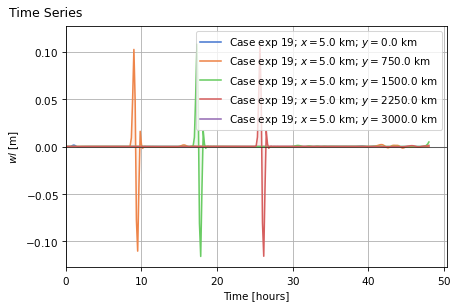 Time Series
Case exp 19; x = 5.0 km; y = 0.0 km
Case exp 19; x = 5.0 km; y = 750.0 km
Case exp 19; x = 5.0 km; y = 1500.0 km
Case exp 19; x = 5.0 km; y = 2250.0 km
Case exp 19; x = 5.0 km; y = 3000.0 km
wl [m]
0.10
0.05
0.00
−0.05
−0.10
0 10 20 30 40 50
Time [hours]